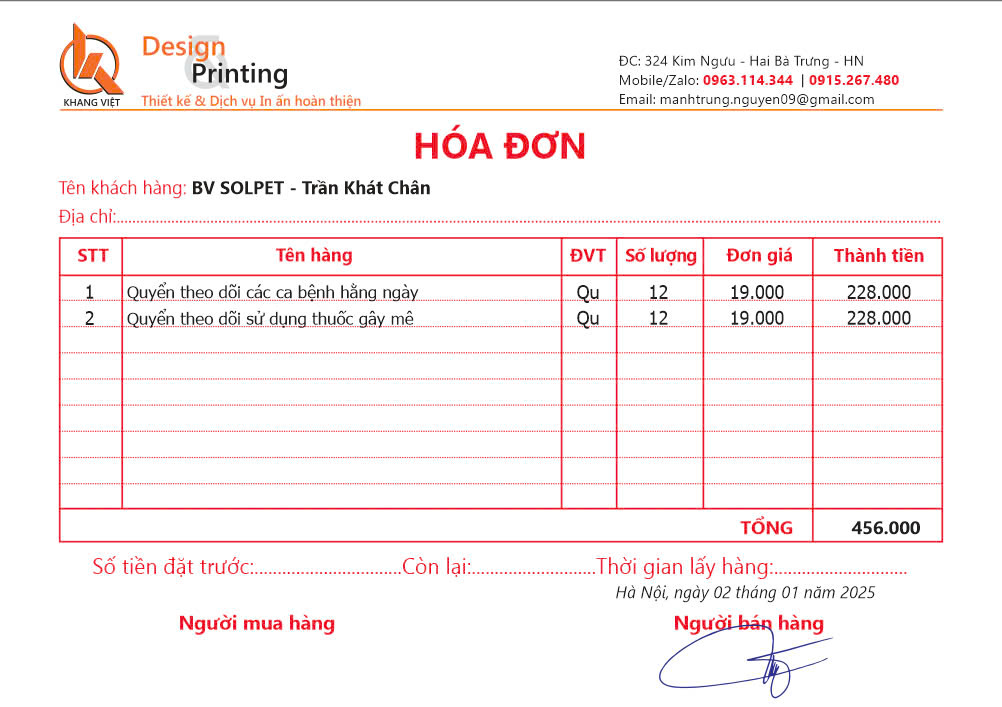 KHANG VIỆT
Design
&
Printing
Thiết kế & Dịch vụ In ấn hoàn thiện
ĐC: 324 Kim Ngưu - Hai Bà Trưng - HN
Mobile/Zalo: 0963.114.344 | 0915.267.480
Email: manhtrung.nguyen09@gmail.com
HÓA ĐƠN
Tên khách hàng: BV SOLPET - Trần Khát Chân
Địa chỉ:
STT Tên hàng ĐVT Số lượng Đơn giá Thành tiền
1 Quyển theo dõi các ca bệnh hằng ngày Qu 12 19.000 228.000
2 Quyển theo dõi sử dụng thuốc gây mê Qu 12 19.000 228.000
TỔNG 456.000
Số tiền đặt trước:..............................Còn lại:..........................Thời gian lấy hàng:............................
Hà Nội, ngày 02 tháng 01 năm 2025
Người mua hàng Người bán hàng